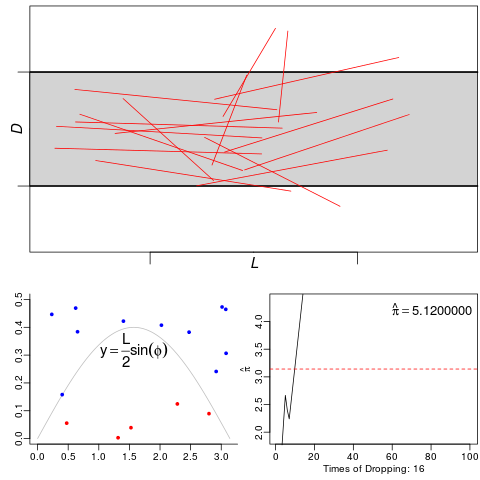 D
L
0.5
0.4
0.3
0.2
0.1
0.0
y = L/2 sin(ϕ)
0.0 0.5 1.0 1.5 2.0 2.5 3.0
π̂ = 5.1200000
4.0
3.5
3.0
2.5
2.0
π̂
0 20 40 60 80 100
Times of Dropping: 16